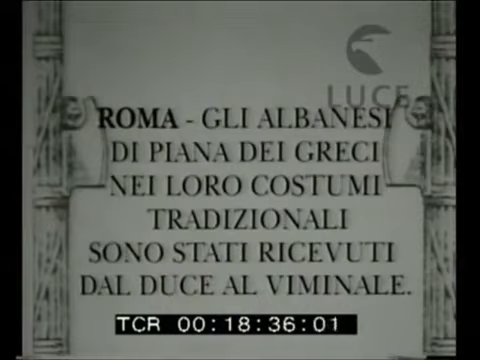 LUCE
ROMA - GLI ALBANESI
DI PIANA DEI GRECI
NEI LORO COSTUMI
TRADIZIONALI
SONO STATI RICEVUTI
DAL DUCE AL VIMINALE.
TCR 00:18:36:01